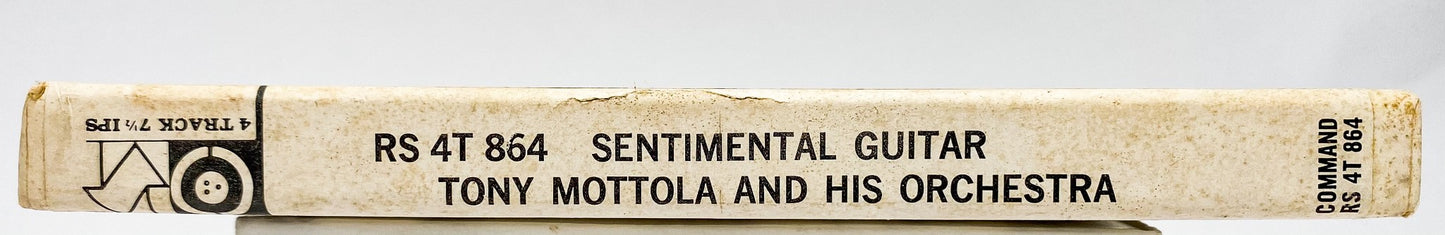 4 TRACK 7½ IPS
RS 4T 864 SENTIMENTAL GUITAR
TONY MOTTOLA AND HIS ORCHESTRA
COMMAND
RS 4T 864